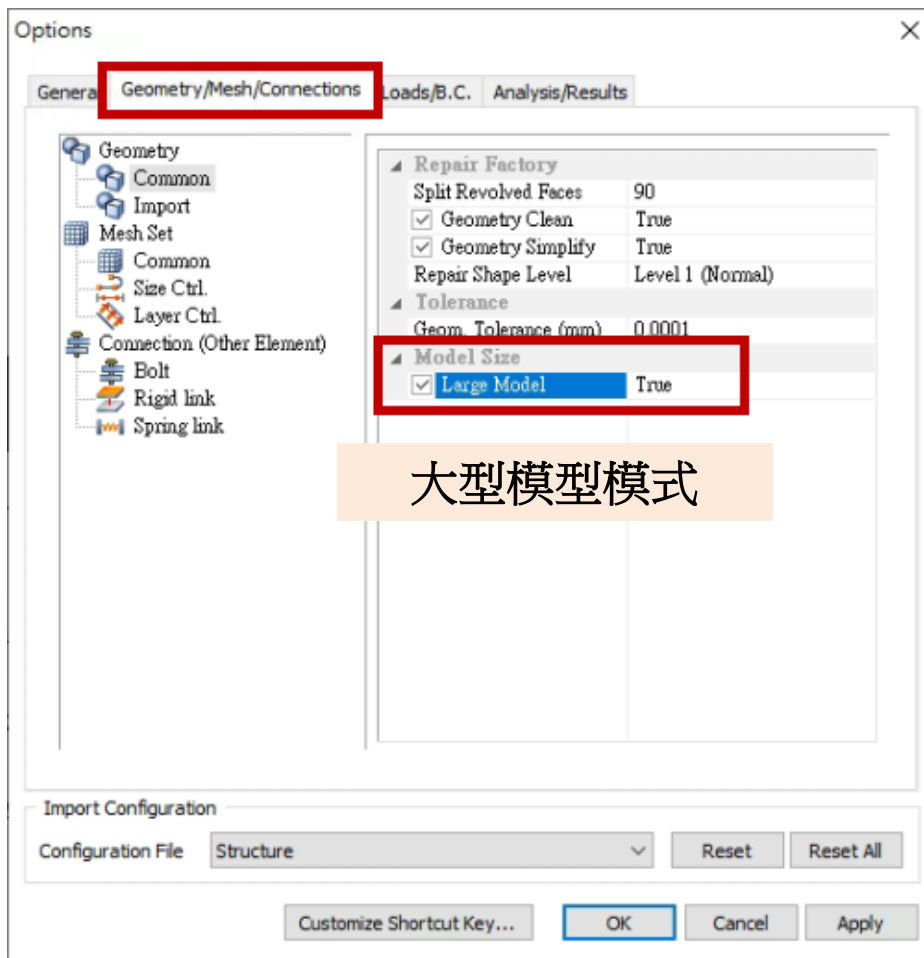 Options
General Geometry/Mesh/Connections Loads/B.C. Analysis/Results
Geometry
Common
Import
Mesh Set
Common
Size Ctrl.
Layer Ctrl.
Connection (Other Element)
Bolt
Rigid link
Spring link
Repair Factory
Split Revolved Faces 90
Geometry Clean True
Geometry Simplify True
Repair Shape Level Level 1 (Normal)
Tolerance
Geom. Tolerance (mm) 0.0001
Model Size
Large Model True
大型模型模式
Import Configuration
Configuration File Structure Reset Reset All
Customize Shortcut Key... OK Cancel Apply